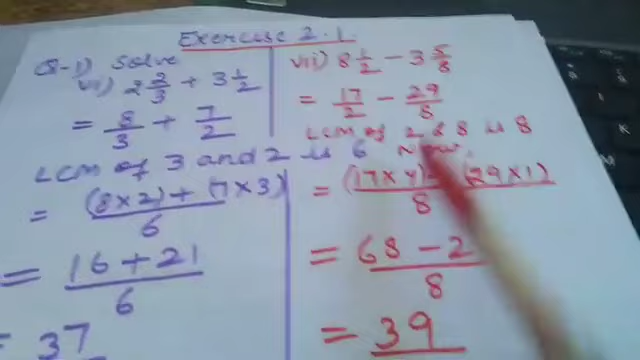 Exercise 2.1
Q-1) Solve
vi) 2 2/3 + 3 1/2
= 8/3 + 7/2
LCM of 3 and 2 is 6
= (8×2) + (7×3)
6
= 16 + 21
6
= 37
vii) 8 1/2 - 3 5/8
= 17/2 - 29/8
LCM of 2 & 8 is 8
= (17×4) (29×1)
8
= 68 - 2
8
= 39